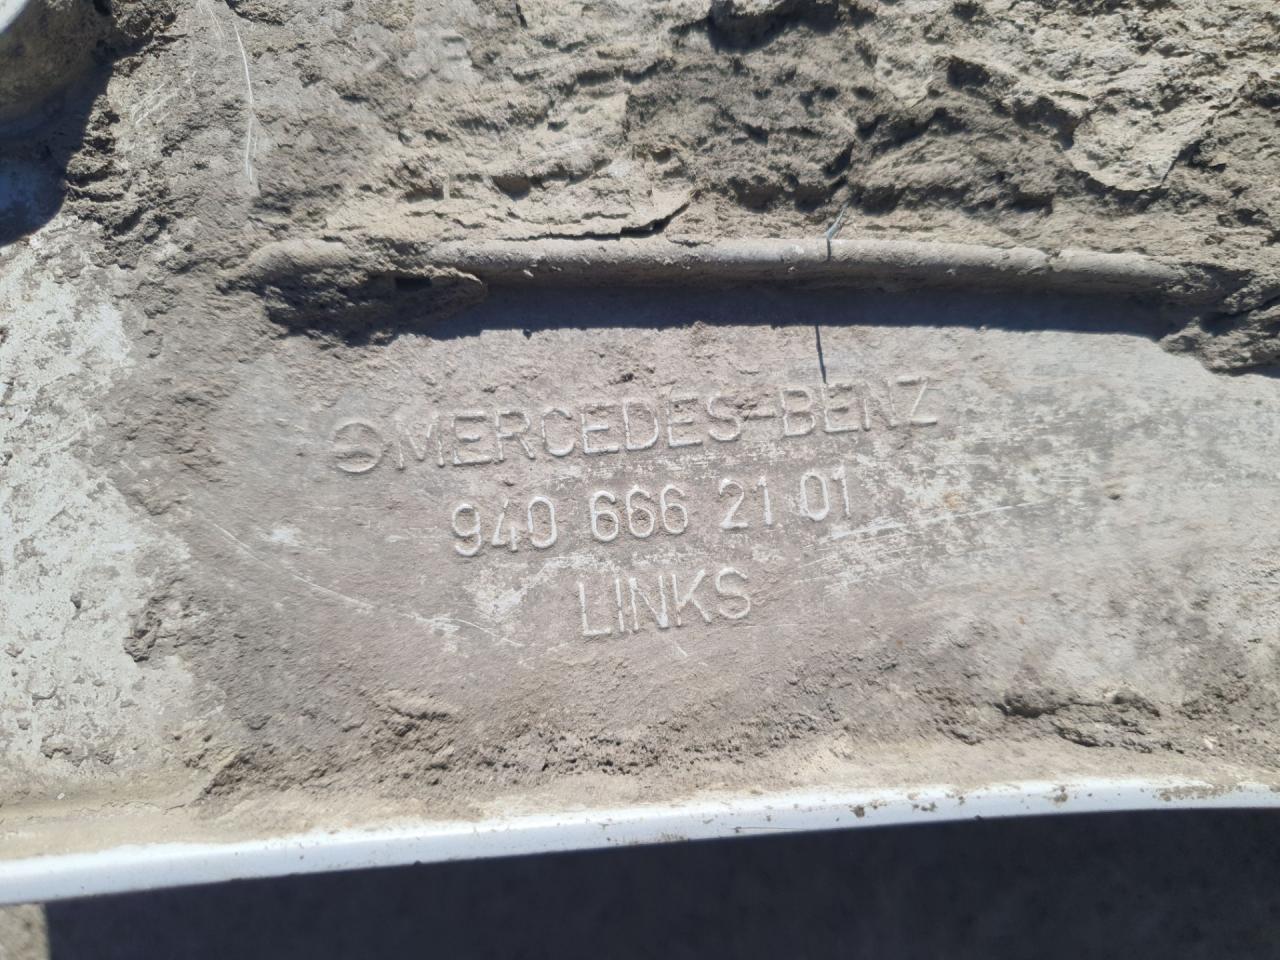 MERCEDES-BENZ
940 666 21 01
LINKS